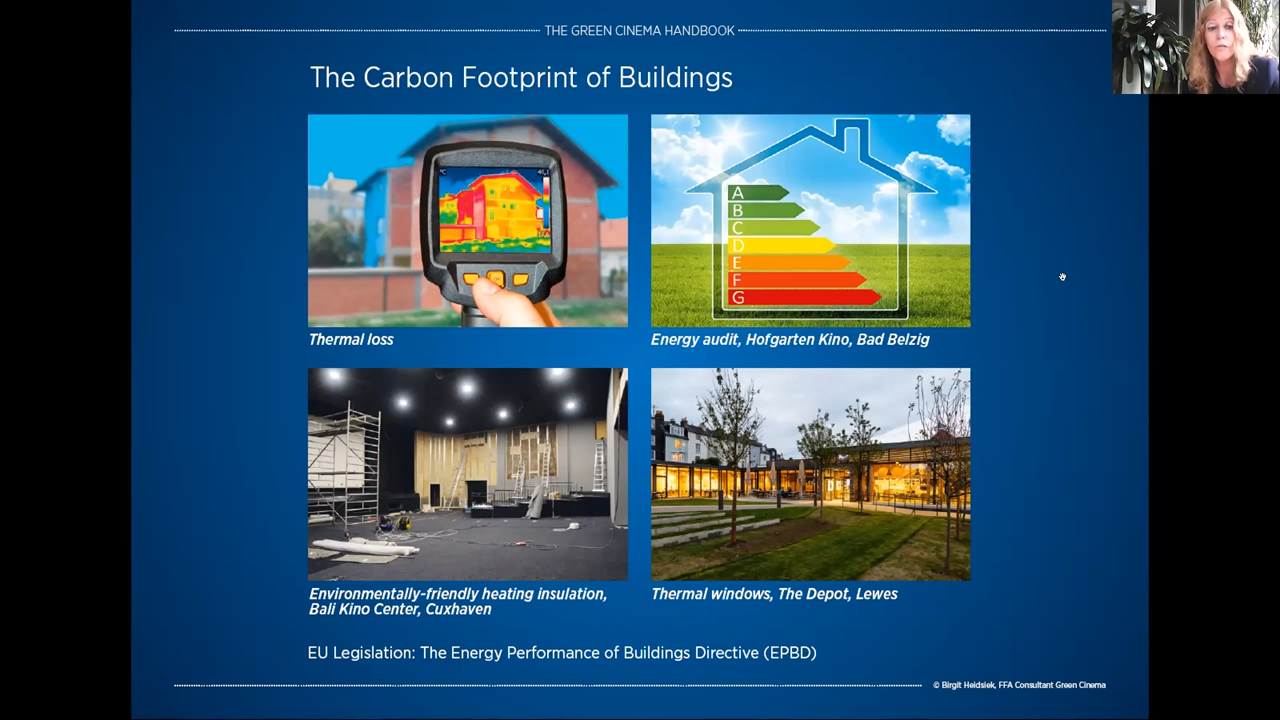 THE GREEN CINEMA HANDBOOK
The Carbon Footprint of Buildings
A
B
C
D
E
F
G
Thermal loss
Energy audit, Hofgarten Kino, Bad Belzig
Environmentally-friendly heating insulation,
Bali Kino Center, Cuxhaven
Thermal windows, The Depot, Lewes
EU Legislation: The Energy Performance of Buildings Directive (EPBD)
© Birgit Heidsiek, FFA Consultant Green Cinema